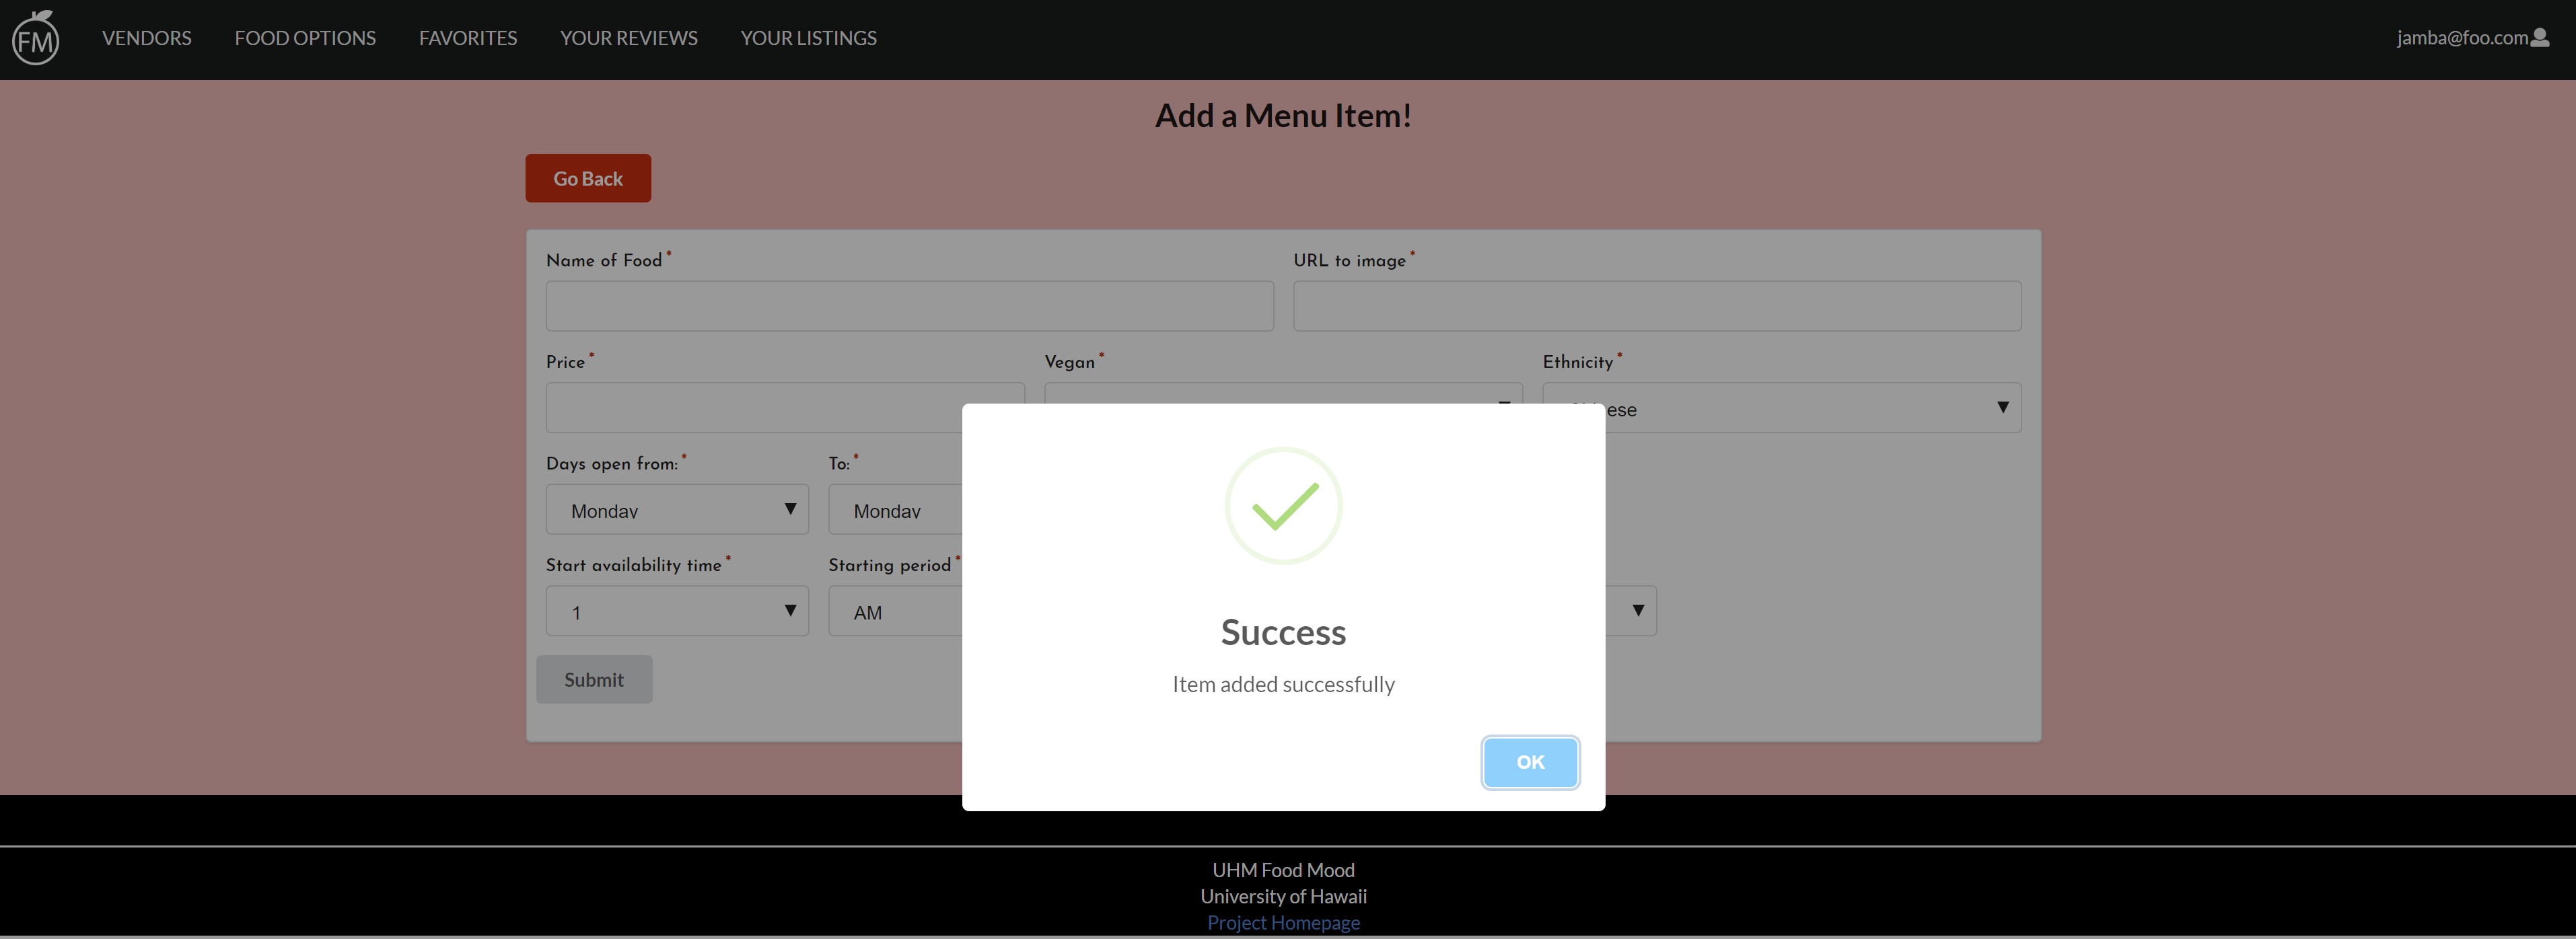 FM VENDORS FOOD OPTIONS FAVORITES YOUR REVIEWS YOUR LISTINGS jamba@foo.com
Add a Menu Item!
Go Back
Name of Food * URL to image *
Price * Vegan * Ethnicity *
ese
Days open from: * To: *
Monday Monday
Start availability time * Starting period *
1 AM
Submit
Success
Item added successfully
OK
UHM Food Mood
University of Hawaii
Project Homepage